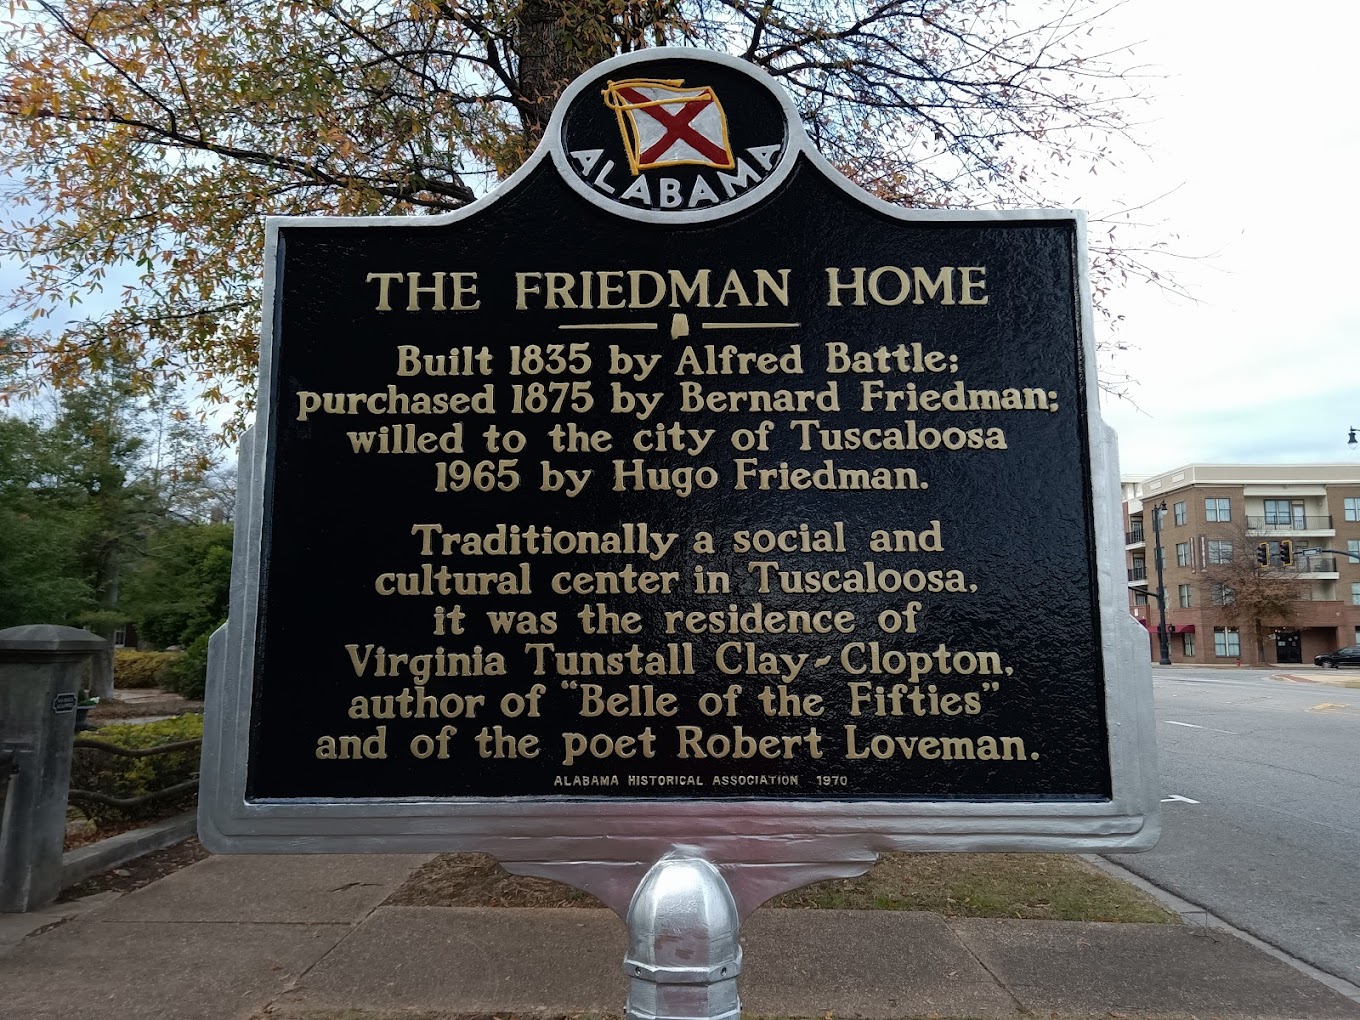 ALABAMA
THE FRIEDMAN HOME
Built 1835 by Alfred Battle;
purchased 1875 by Bernard Friedman;
willed to the city of Tuscaloosa
1965 by Hugo Friedman.
Traditionally a social and
cultural center in Tuscaloosa,
it was the residence of
Virginia Tunstall Clay-Clopton,
author of "Belle of the Fifties"
and of the poet Robert Loveman.
ALABAMA HISTORICAL ASSOCIATION 1970